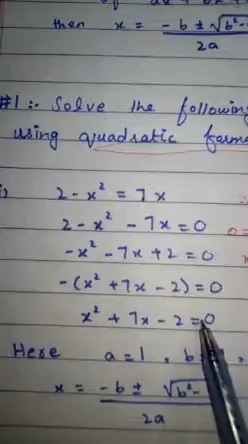 then x = -b ± √b²-
2a
#1 :- Solve the following
using quadratic
i)
2 - x² = 7x
2 - x² - 7x = 0
-x² - 7x + 2 = 0
-(x² + 7x - 2) = 0
x² + 7x - 2 = 0
Here a = 1 , b
x = -b ± √b² -
2a